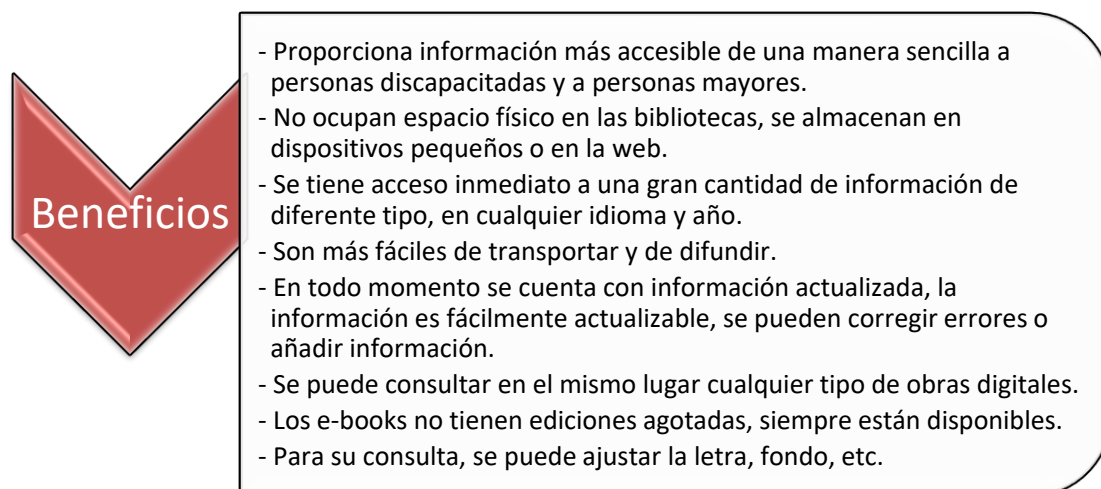 Beneficios
- Proporciona información más accesible de una manera sencilla a
personas discapacitadas y a personas mayores.
- No ocupan espacio físico en las bibliotecas, se almacenan en
dispositivos pequeños o en la web.
- Se tiene acceso inmediato a una gran cantidad de información de
diferente tipo, en cualquier idioma y año.
- Son más fáciles de transportar y de difundir.
- En todo momento se cuenta con información actualizada, la
información es fácilmente actualizable, se pueden corregir errores o
añadir información.
- Se puede consultar en el mismo lugar cualquier tipo de obras digitales.
- Los e-books no tienen ediciones agotadas, siempre están disponibles.
- Para su consulta, se puede ajustar la letra, fondo, etc.